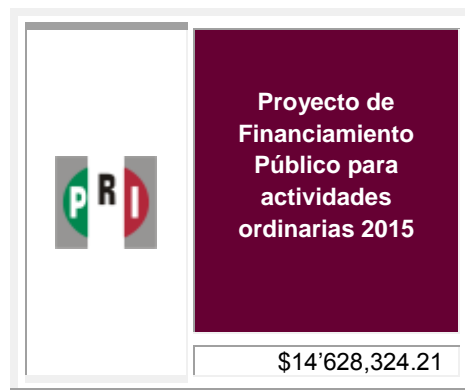 PRI
Proyecto de
Financiamiento
Público para
actividades
ordinarias 2015
$14’628,324.21